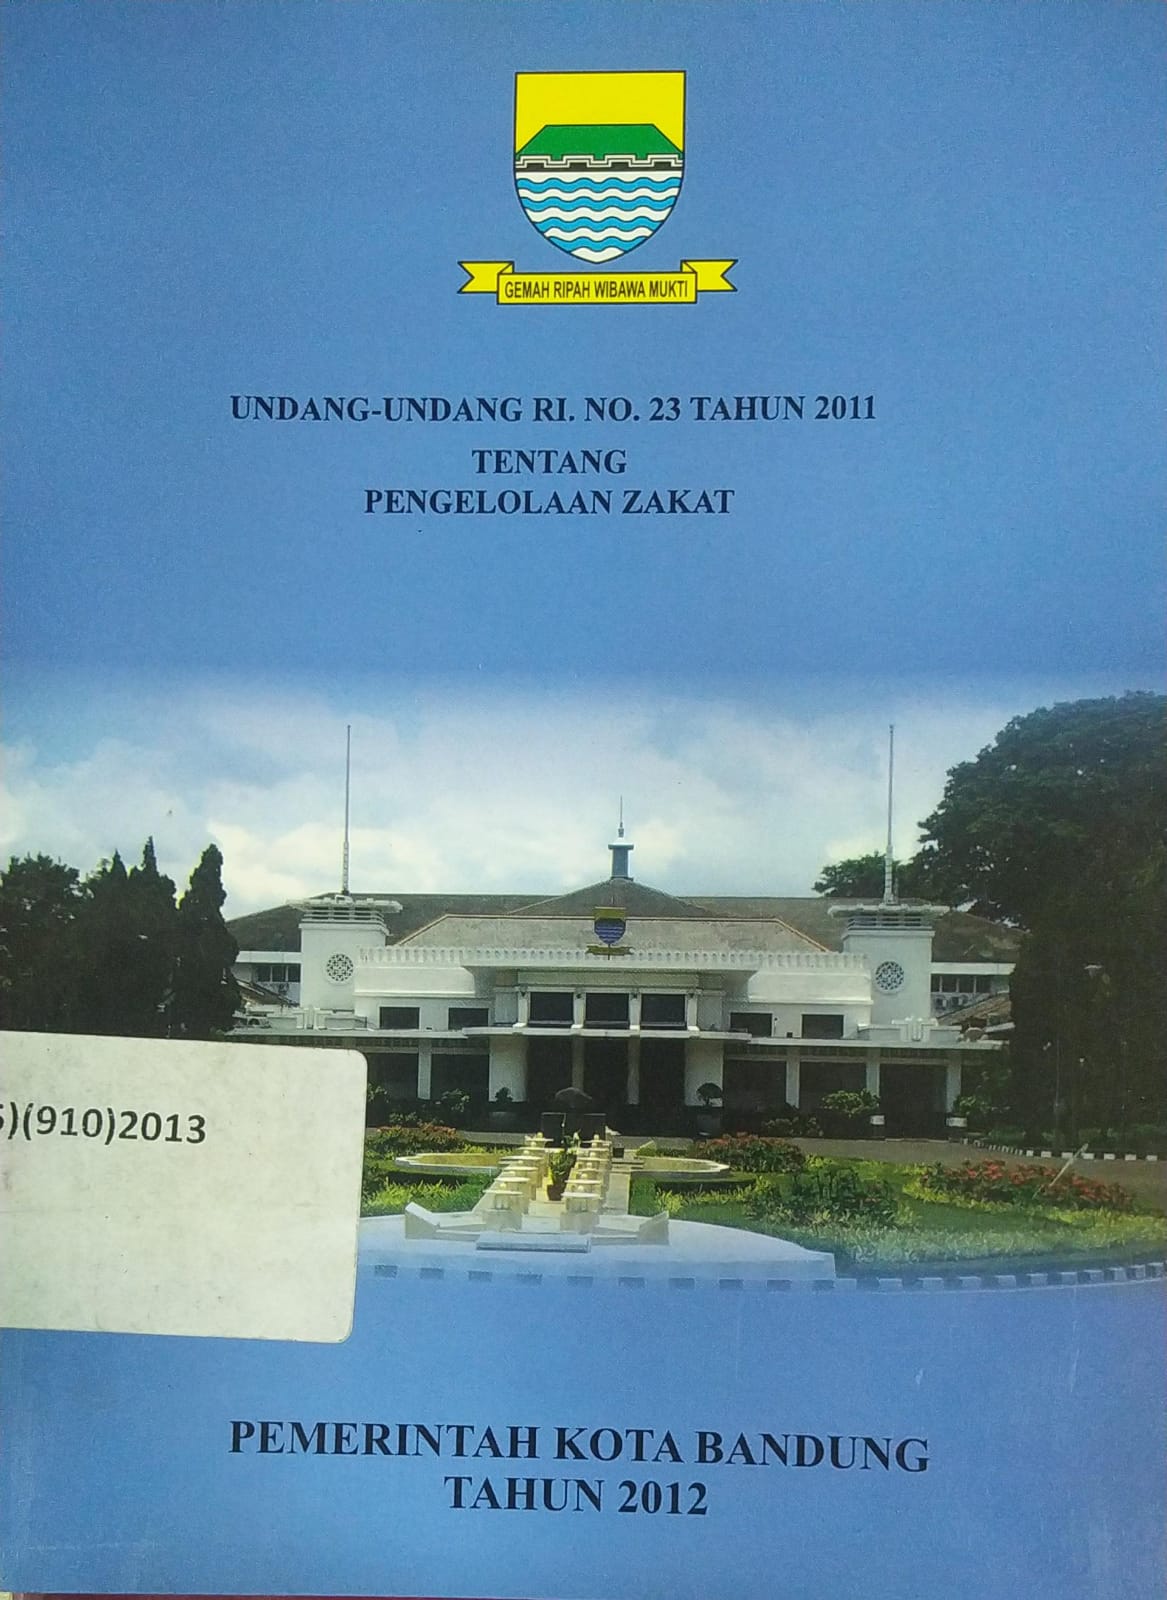 GEMAH RIPAH WIBAWA MUKTI
UNDANG-UNDANG RI. NO. 23 TAHUN 2011
TENTANG
PENGELOLAAN ZAKAT
)(910)2013
PEMERINTAH KOTA BANDUNG
TAHUN 2012